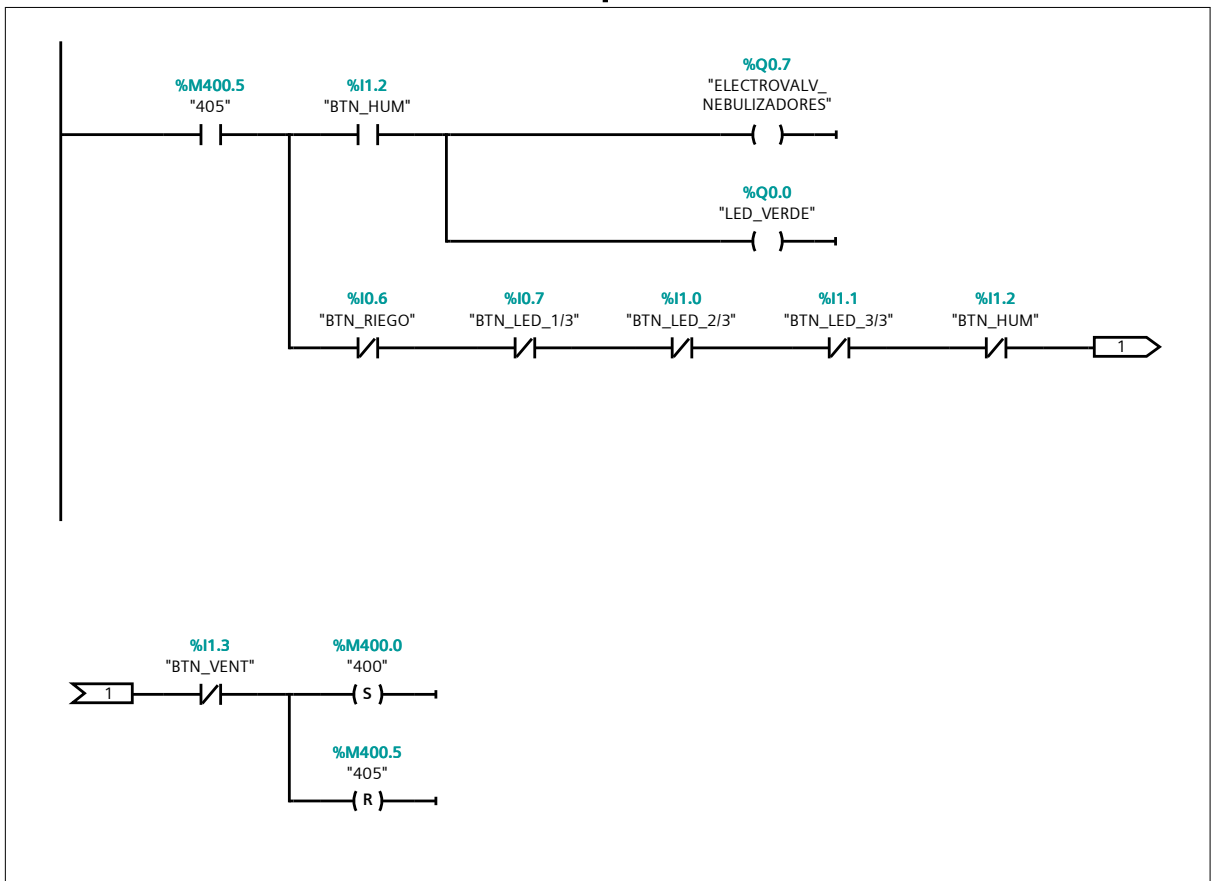 %M400.5
"405"
%I1.2
"BTN_HUM"
%Q0.7
"ELECTROVALV_
NEBULIZADORES"
%Q0.0
"LED_VERDE"
%I0.6
"BTN_RIEGO"
%I0.7
"BTN_LED_1/3"
%I1.0
"BTN_LED_2/3"
%I1.1
"BTN_LED_3/3"
%I1.2
"BTN_HUM"
1
1
%I1.3
"BTN_VENT"
%M400.0
"400"
S
%M400.5
"405"
R